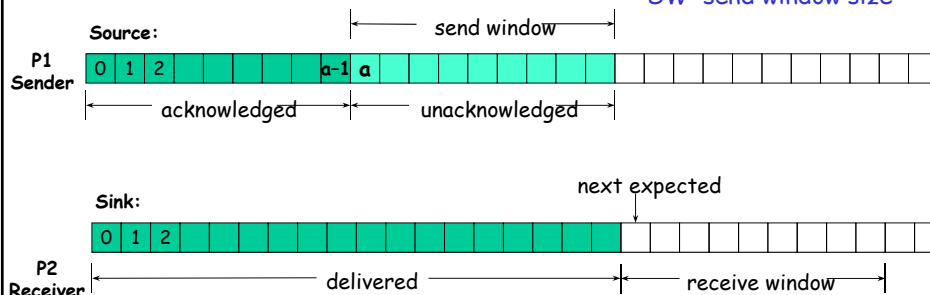 SW send window size
send window
Source:
P1
Sender
0 1 2 a-1 a
acknowledged
unacknowledged
next expected
Sink:
0 1 2
P2
Receiver
delivered
receive window